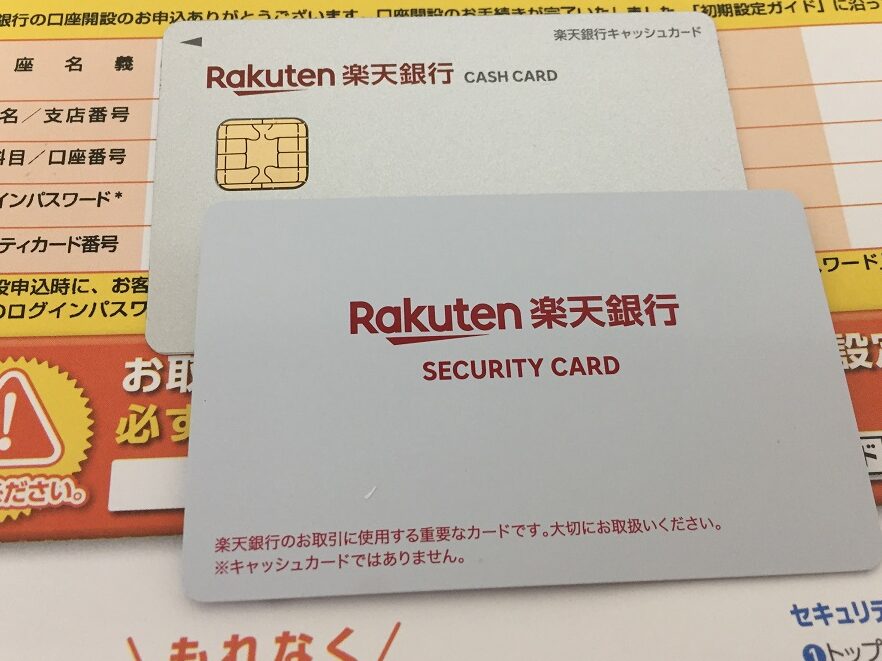 銀行の口座開設のお申込ありがとうございます。口座開設のお手続きが完了いたしました。「初期設定ガイド」に沿っ
座名義
楽天銀行キャッシュカード
Rakuten 楽天銀行 CASH CARD
名／支店番号
科目／口座番号
インパスワード*
ティカード番号
設申込時に、お客
のログインパスワ
スワード
Rakuten 楽天銀行
SECURITY CARD
お取
設定
必ず
ド
ださい。
楽天銀行のお取引に使用する重要なカードです。大切にお取扱いください。
※キャッシュカードではありません。
セキュリテ
もれなく
❶トップ